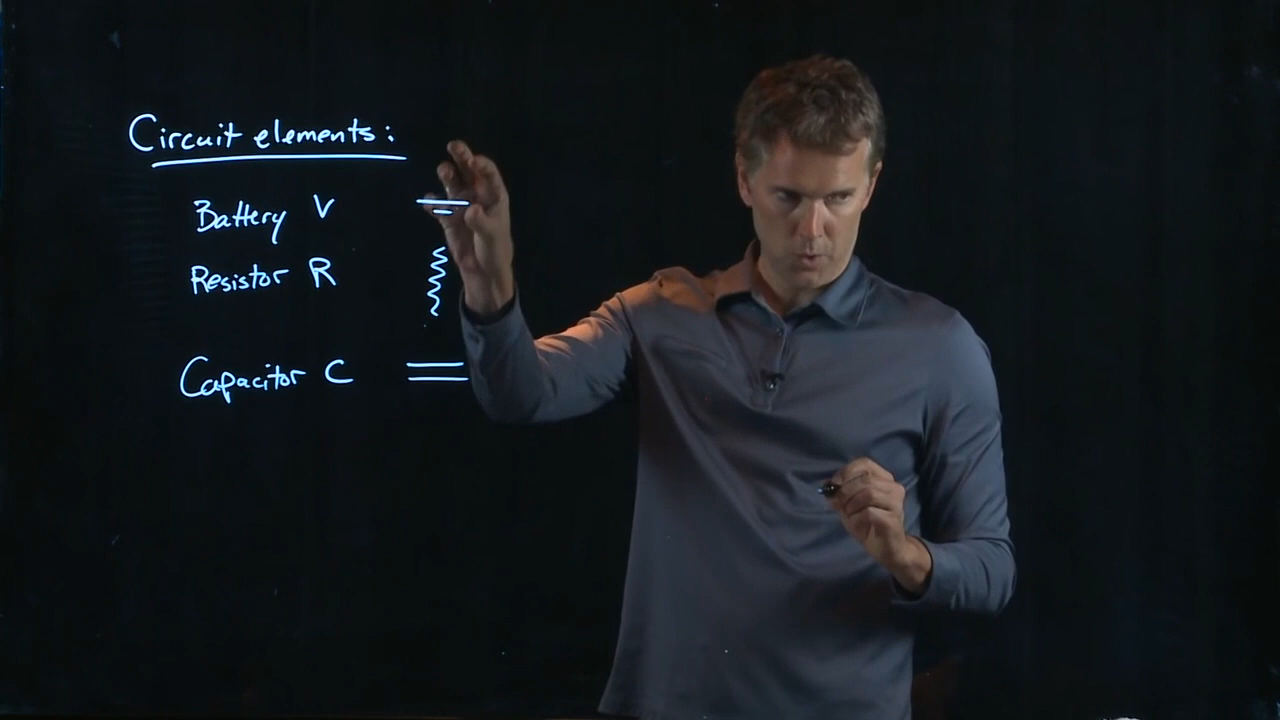 Circuit elements:
Battery V
Resistor R
Capacitor C